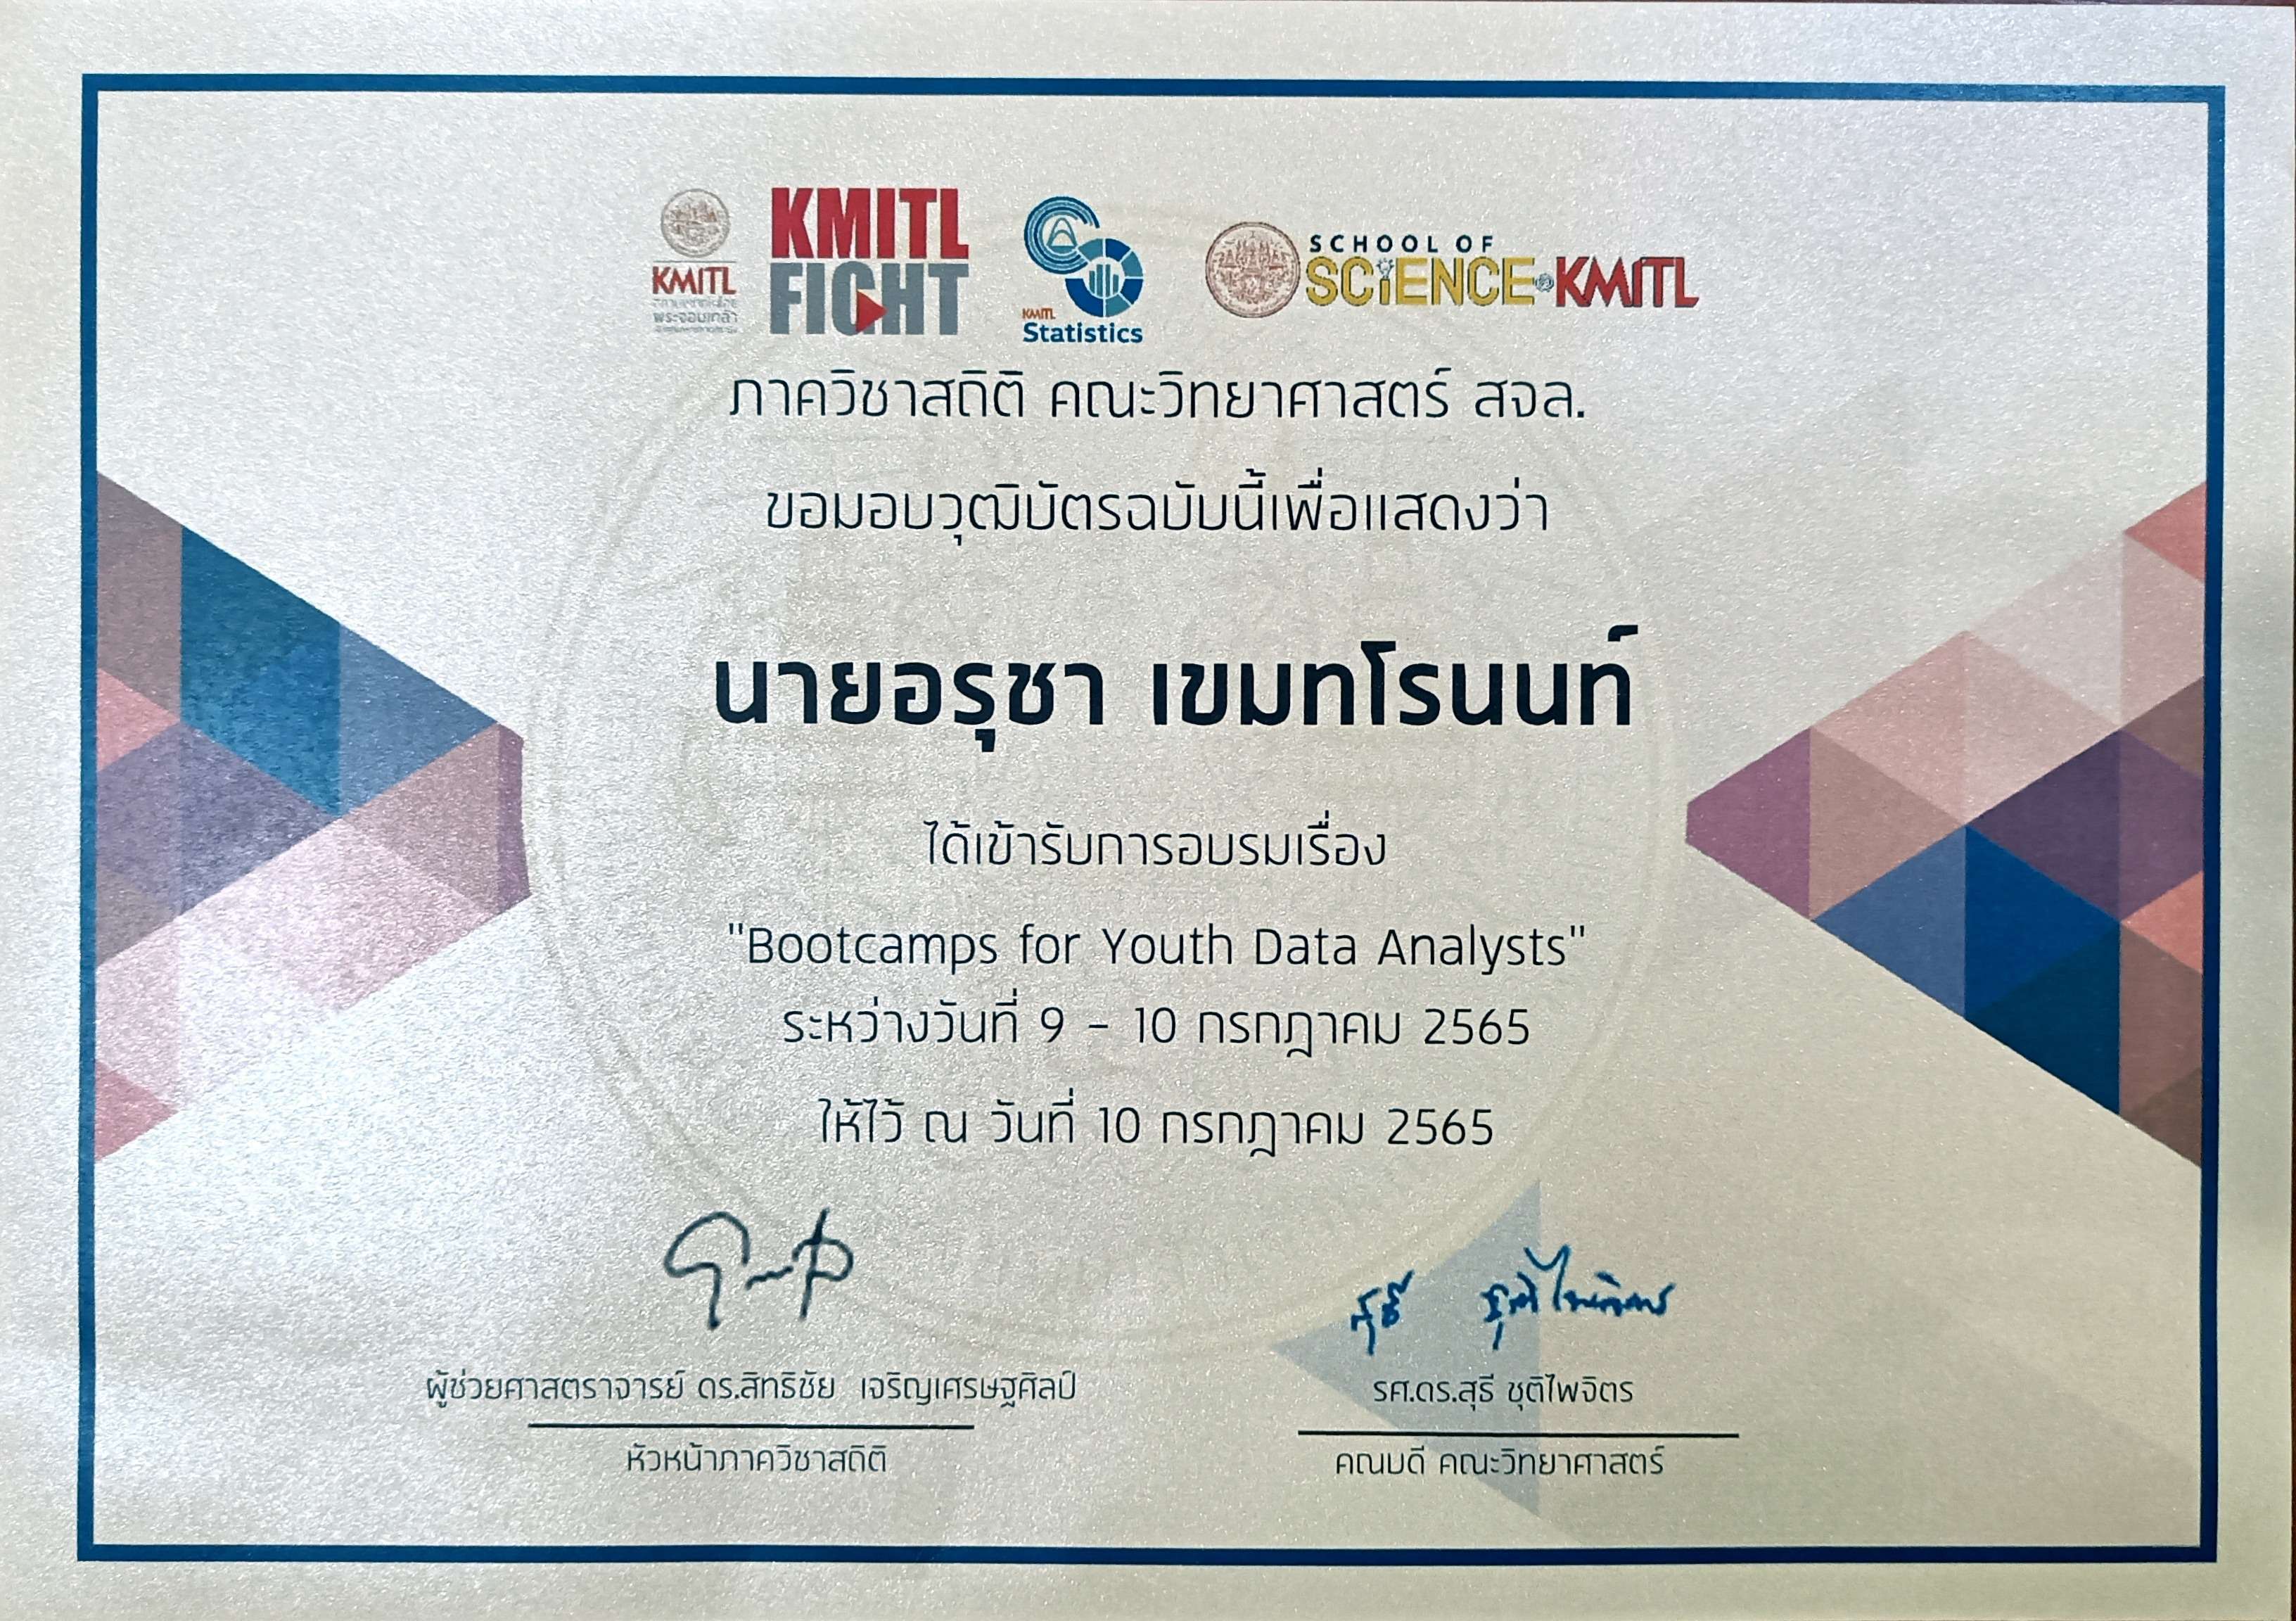 KMITL
พระจอมเกล้า
KMITL
FIGHT
KMITL
Statistics
SCHOOL OF
SCIENCE KMITL
ภาควิชาสถิติ คณะวิทยาศาสตร์ สจล.
ขอมอบวุฒิบัตรฉบับนี้เพื่อแสดงว่า
นายอรุชา เขมทโรนนท์
ได้เข้ารับการอบรมเรื่อง
"Bootcamps for Youth Data Analysts"
ระหว่างวันที่ 9 - 10 กรกฎาคม 2565
ให้ไว้ ณ วันที่ 10 กรกฎาคม 2565
สุธี ชุติไพจิตร
ผู้ช่วยศาสตราจารย์ ดร.สิทธิชัย เจริญเศรษฐศิลป์
หัวหน้าภาควิชาสถิติ
รศ.ดร.สุธี ชุติไพจิตร
คณบดี คณะวิทยาศาสตร์